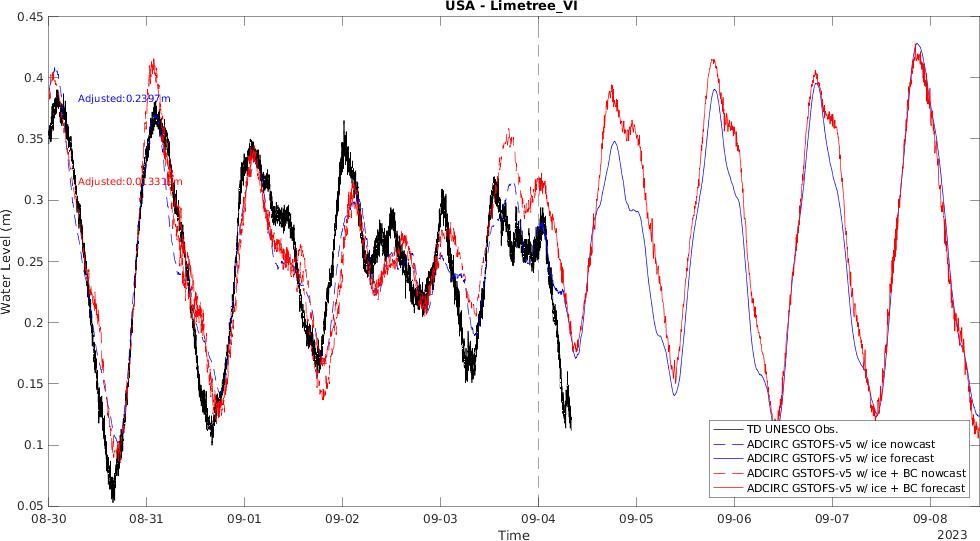 USA - Limetree_VI
0.45
0.4
0.35
0.3
0.25
0.2
0.15
0.1
0.05
Water Level (m)
Adjusted:0.2397m
08-30
08-31
09-01
09-02
09-03
09-04
09-05
09-06
09-07
09-08
Time
2023
TD UNESCO Obs.
ADCIRC GSTOFS-v5 w/ ice nowcast
ADCIRC GSTOFS-v5 w/ ice forecast
ADCIRC GSTOFS-v5 w/ ice + BC nowcast
ADCIRC GSTOFS-v5 w/ ice + BC forecast